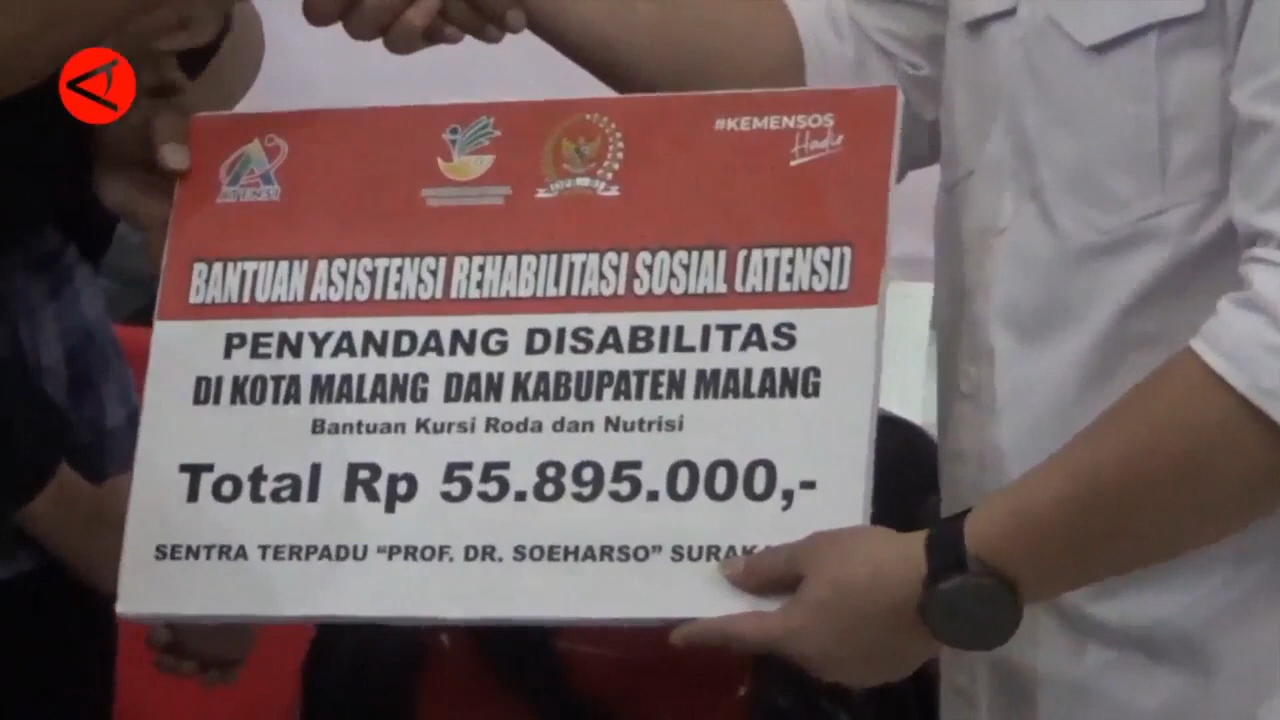 #KEMENSOS
Hadir
ATENSI
BANTUAN ASISTENSI REHABILITASI SOSIAL (ATENSI)
PENYANDANG DISABILITAS
DI KOTA MALANG DAN KABUPATEN MALANG
Bantuan Kursi Roda dan Nutrisi
Total Rp 55.895.000,-
SENTRA TERPADU "PROF. DR. SOEHARSO"